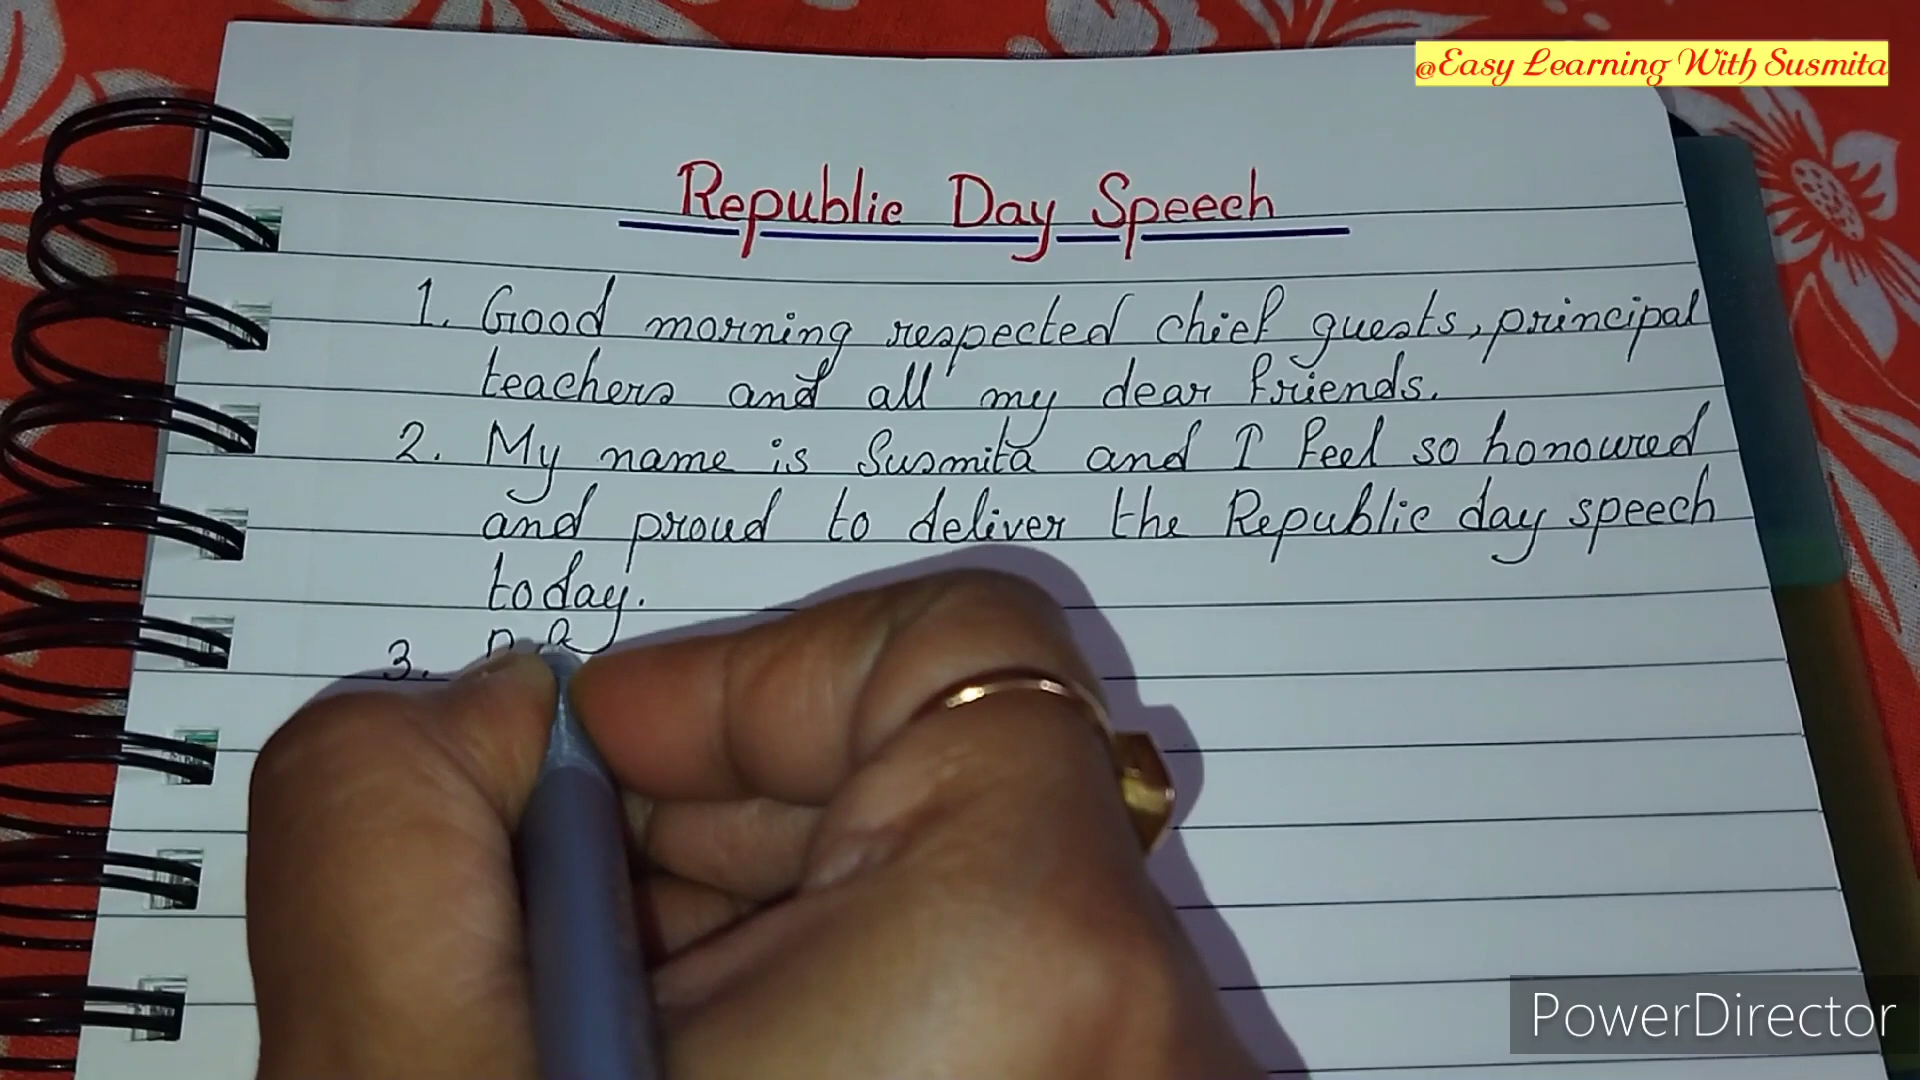 @Easy Learning With Susmita
Republic Day Speech
1. Good morning respected chief guests, principal
teachers and all my dear friends.
2. My name is Susmita and I feel so honoured
and proud to deliver the Republic day speech
today.
3.
PowerDirector